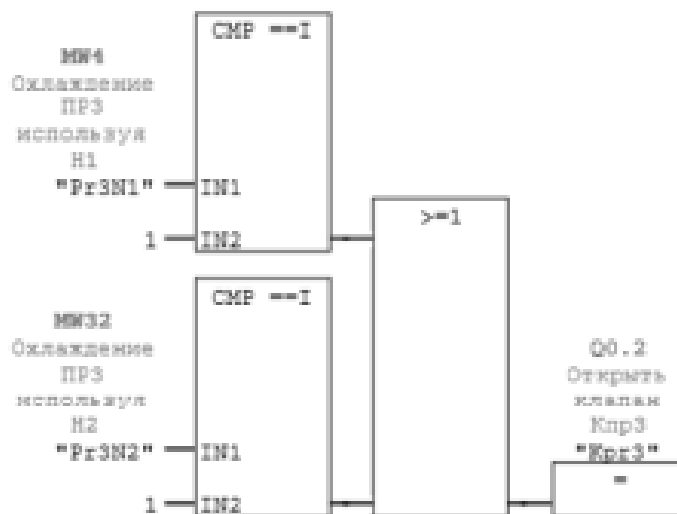 CMP ==I
MW4
Охлаждение
ПР3
используя
Н1
"Pr3N1"
IN1
1
IN2
>=1
CMP ==I
MW32
Охлаждение
ПР3
используя
Н2
"Pr3N2"
IN1
1
IN2
Q0.2
Открыть
клапан
Кпр3
"Kpr3"
=